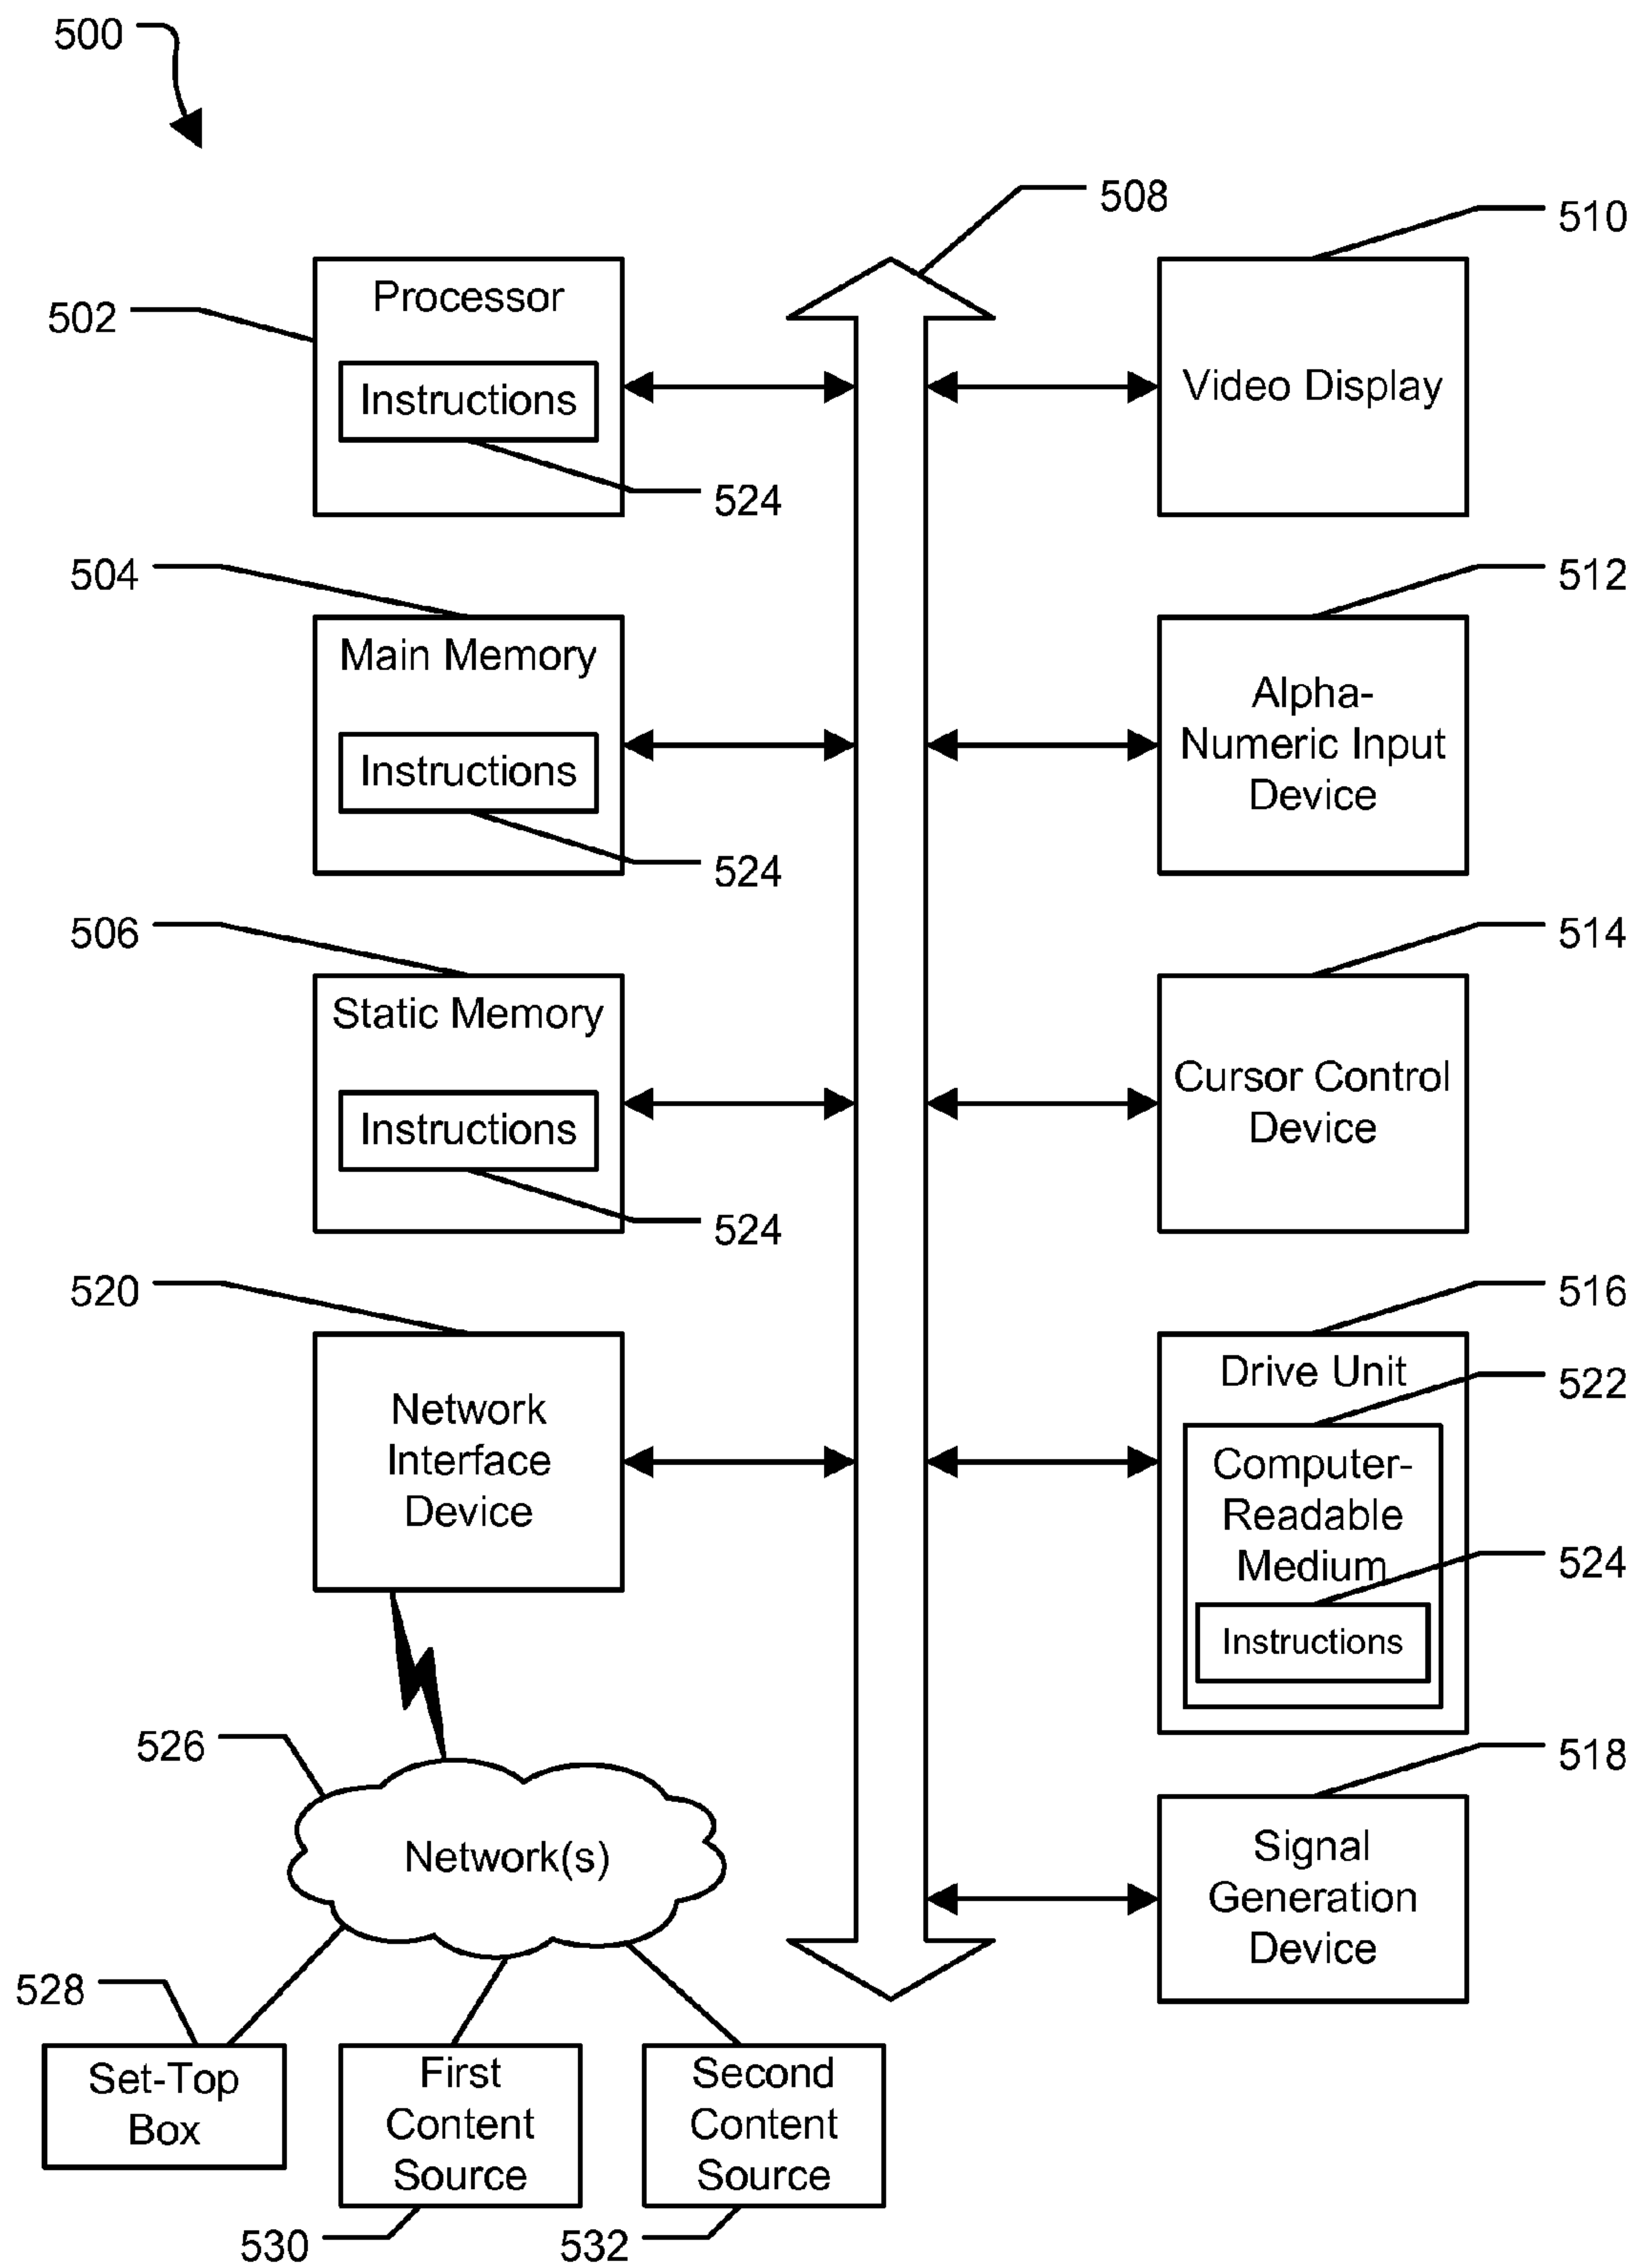 500
508
510
Processor
502
Instructions
Video Display
524
504
512
Main Memory
Alpha-
Numeric Input
Device
Instructions
524
506
514
Static Memory
Cursor Control
Device
Instructions
524
520
516
Drive Unit
522
Network
Interface
Device
Computer-
Readable
Medium
524
Instructions
526
518
Network(s)
Signal
Generation
Device
528
Set-Top
Box
First
Content
Source
Second
Content
Source
530
532